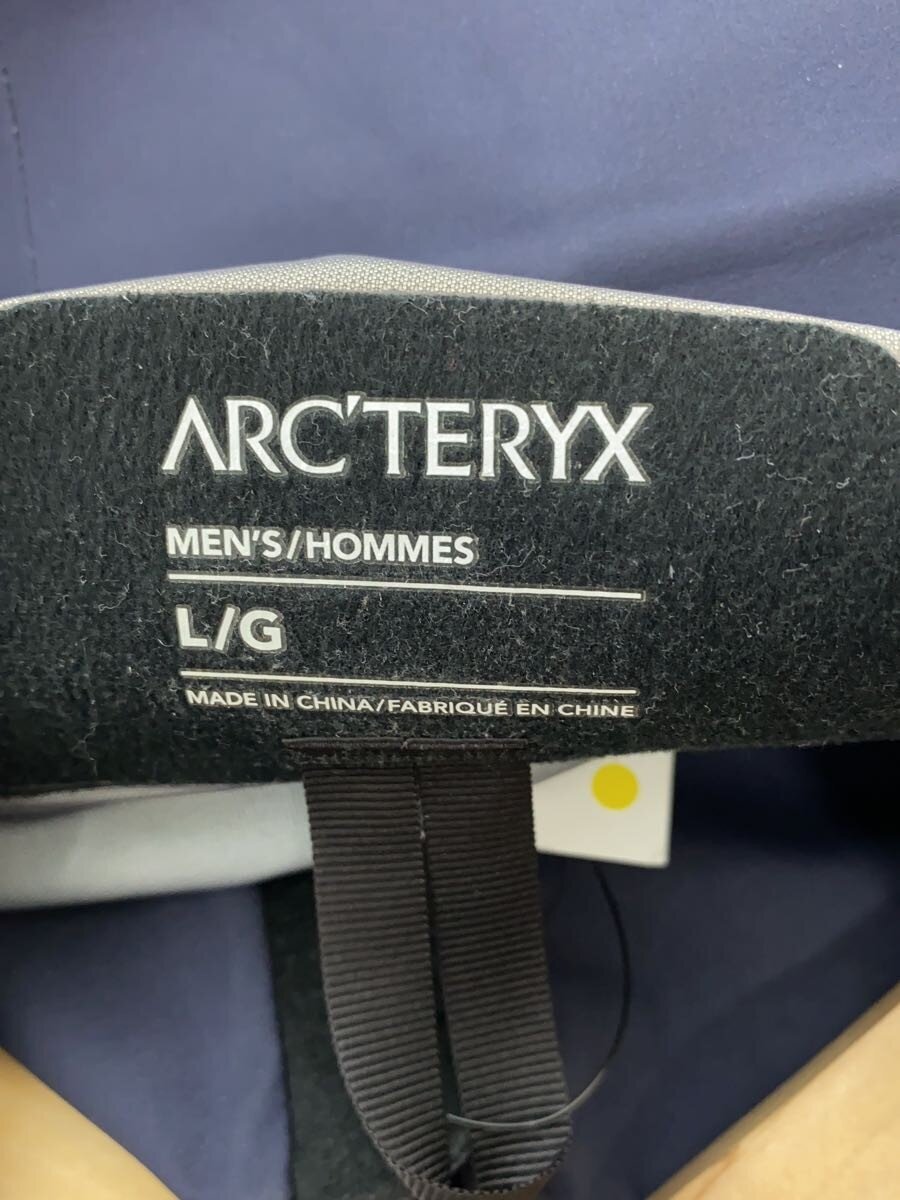 ARC'TERYX
MEN'S/HOMMES
L/G
MADE IN CHINA/FABRIQUÉ EN CHINE